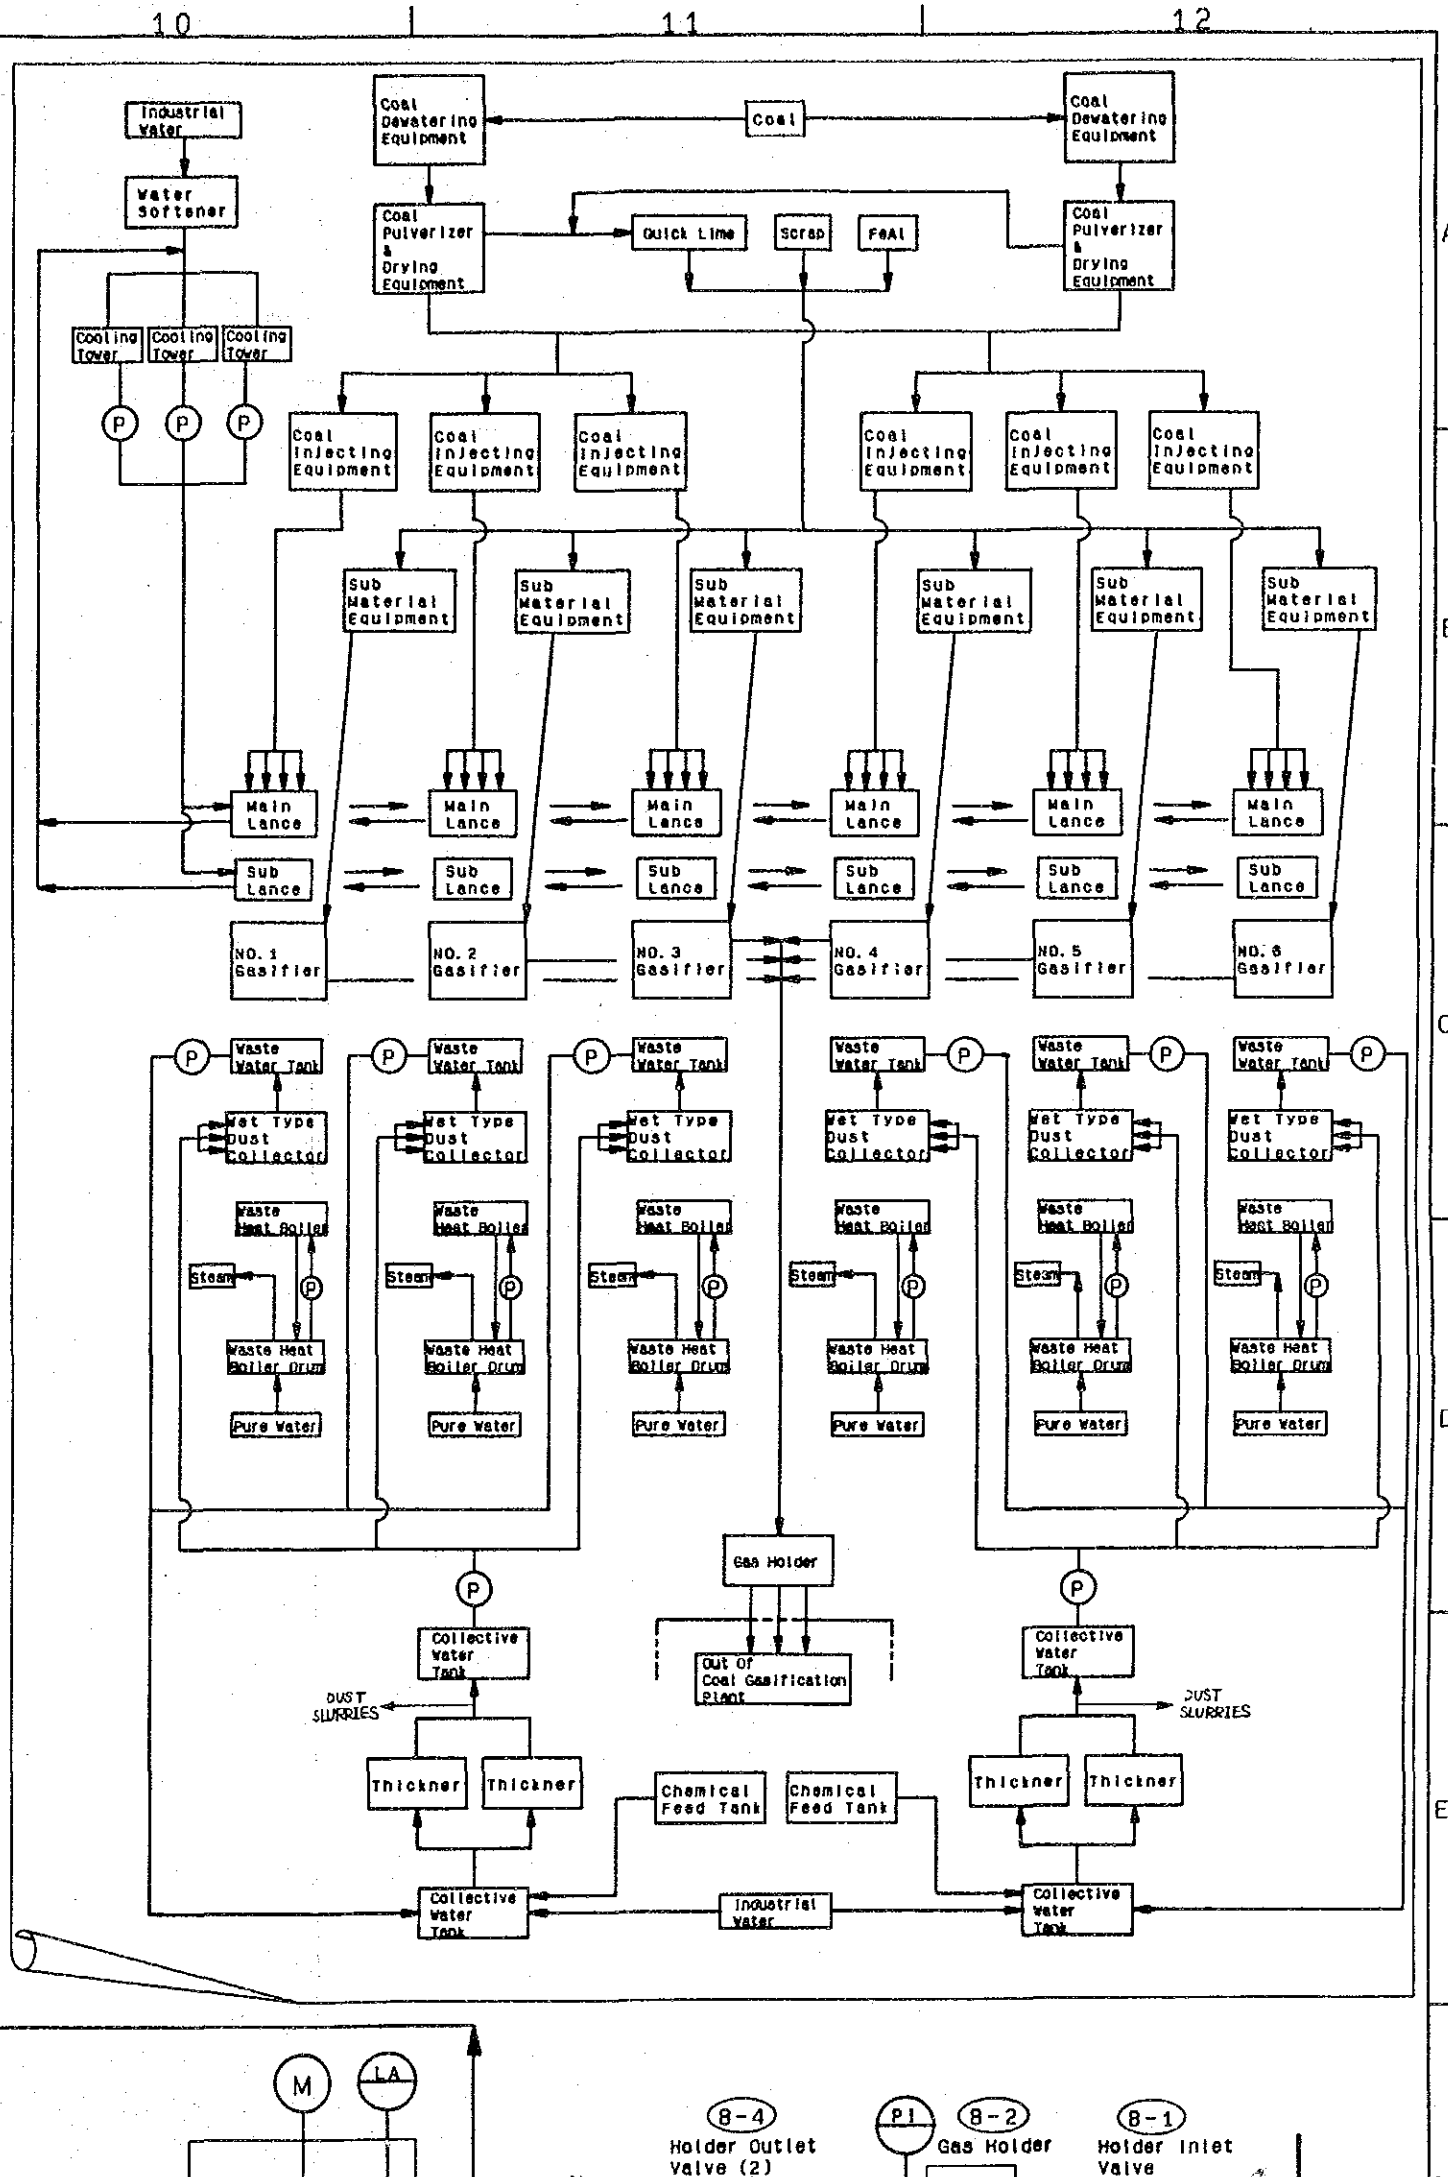 10
11
12
Industrial
Water
Coal
Dewatering
Equipment
Coal
Coal
Dewatering
Equipment
Water
Softener
Coal
Pulverizer
&
Drying
Equipment
Quick Lime
Scrap
FeAl
Coal
Pulverizer
&
Drying
Equipment
Cooling
Tower
Cooling
Tower
Cooling
Tower
P
P
P
Coal
Injecting
Equipment
Coal
Injecting
Equipment
Coal
Injecting
Equipment
Coal
Injecting
Equipment
Coal
Injecting
Equipment
Coal
Injecting
Equipment
Sub
Material
Equipment
Sub
Material
Equipment
Sub
Material
Equipment
Sub
Material
Equipment
Sub
Material
Equipment
Sub
Material
Equipment
Main
Lance
Main
Lance
Main
Lance
Main
Lance
Main
Lance
Main
Lance
Sub
Lance
Sub
Lance
Sub
Lance
Sub
Lance
Sub
Lance
Sub
Lance
NO.1
Gasifier
NO.2
Gasifier
NO.3
Gasifier
NO.4
Gasifier
NO.5
Gasifier
NO.6
Gasifier
P
Waste
Water Tank
P
Waste
Water Tank
P
Waste
Water Tank
Waste
Water Tank
P
Waste
Water Tank
P
Waste
Water Tank
P
Wet Type
Dust
Collector
Wet Type
Dust
Collector
Wet Type
Dust
Collector
Wet Type
Dust
Collector
Wet Type
Dust
Collector
Wet Type
Dust
Collector
Waste
Heat Boiler
Waste
Heat Boiler
Waste
Heat Boiler
Waste
Heat Boiler
Waste
Heat Boiler
Waste
Heat Boiler
Steam
P
Steam
P
Steam
P
Steam
P
Steam
P
Steam
P
Waste Heat
Boiler Drum
Waste Heat
Boiler Drum
Waste Heat
Boiler Drum
Waste Heat
Boiler Drum
Waste Heat
Boiler Drum
Waste Heat
Boiler Drum
Pure Water
Pure Water
Pure Water
Pure Water
Pure Water
Pure Water
Gas Holder
P
P
Collective
Water
Tank
Out Of
Coal Gasification
Plant
Collective
Water
Tank
DUST
SLURRIES
DUST
SLURRIES
Thickner
Thickner
Chemical
Feed Tank
Chemical
Feed Tank
Thickner
Thickner
E
Collective
Water
Tank
Industrial
Water
Collective
Water
Tank
M
LA
8-4
Holder Outlet
Valve (2)
PI
8-2
Gas Holder
8-1
Holder Inlet
Valve